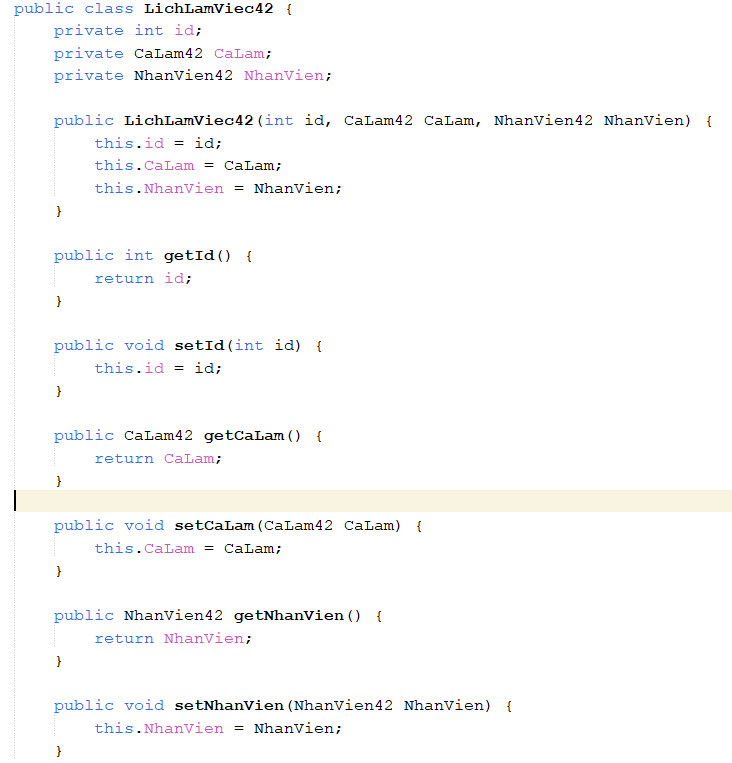 public class LichLamViec42 {
private int id;
private CaLam42 CaLam;
private NhanVien42 NhanVien;
public LichLamViec42(int id, CaLam42 CaLam, NhanVien42 NhanVien) {
this.id = id;
this.CaLam = CaLam;
this.NhanVien = NhanVien;
}
public int getId() {
return id;
}
public void setId(int id) {
this.id = id;
}
public CaLam42 getCaLam() {
return CaLam;
}
public void setCaLam(CaLam42 CaLam) {
this.CaLam = CaLam;
}
public NhanVien42 getNhanVien() {
return NhanVien;
}
public void setNhanVien(NhanVien42 NhanVien) {
this.NhanVien = NhanVien;
}